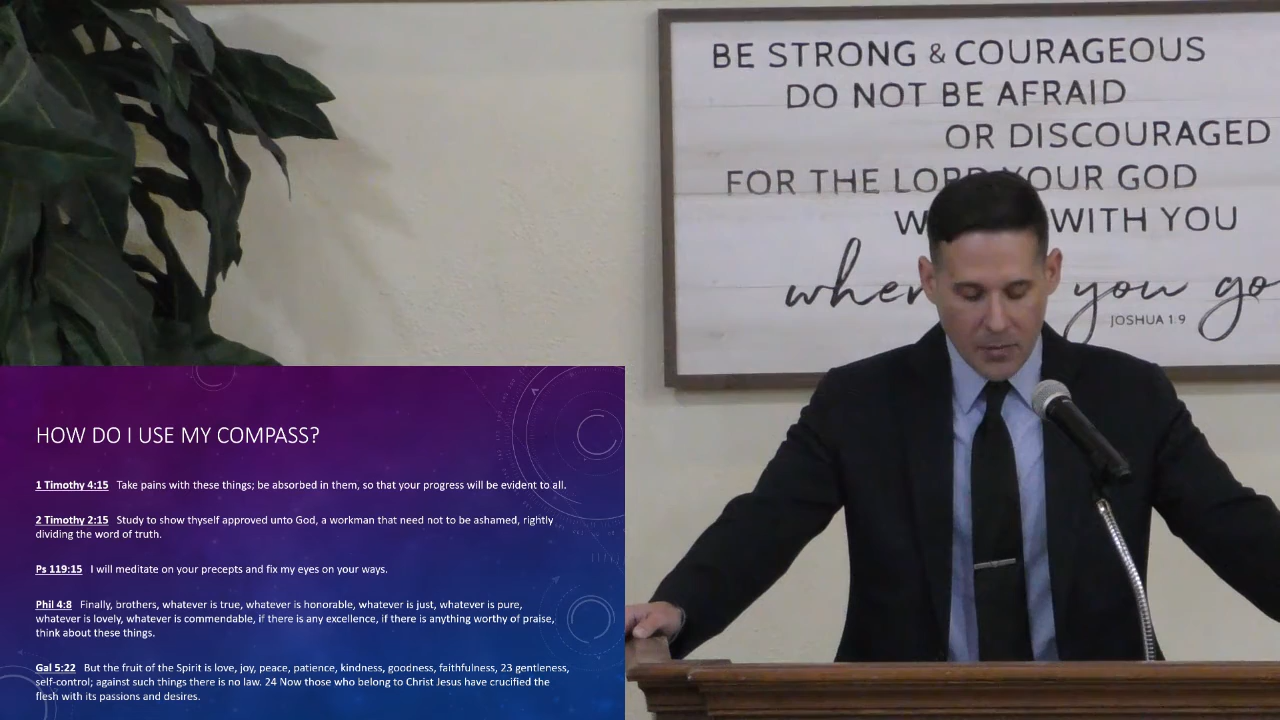 BE STRONG & COURAGEOUS
DO NOT BE AFRAID
OR DISCOURAGED
FOR THE LORD YOUR GOD
WITH YOU
you go
JOSHUA 1:9
HOW DO I USE MY COMPASS?
1 Timothy 4:15 Take pains with these things; be absorbed in them, so that your progress will be evident to all.
2 Timothy 2:15 Study to show thyself approved unto God, a workman that need not to be ashamed, rightly
dividing the word of truth.
Ps 119:15 I will meditate on your precepts and fix my eyes on your ways.
Phil 4:8 Finally, brothers, whatever is true, whatever is honorable, whatever is just, whatever is pure,
whatever is lovely, whatever is commendable, if there is any excellence, if there is anything worthy of praise,
think about these things.
Gal 5:22 But the fruit of the Spirit is love, joy, peace, patience, kindness, goodness, faithfulness, 23 gentleness,
self-control; against such things there is no law. 24 Now those who belong to Christ Jesus have crucified the
flesh with its passions and desires.